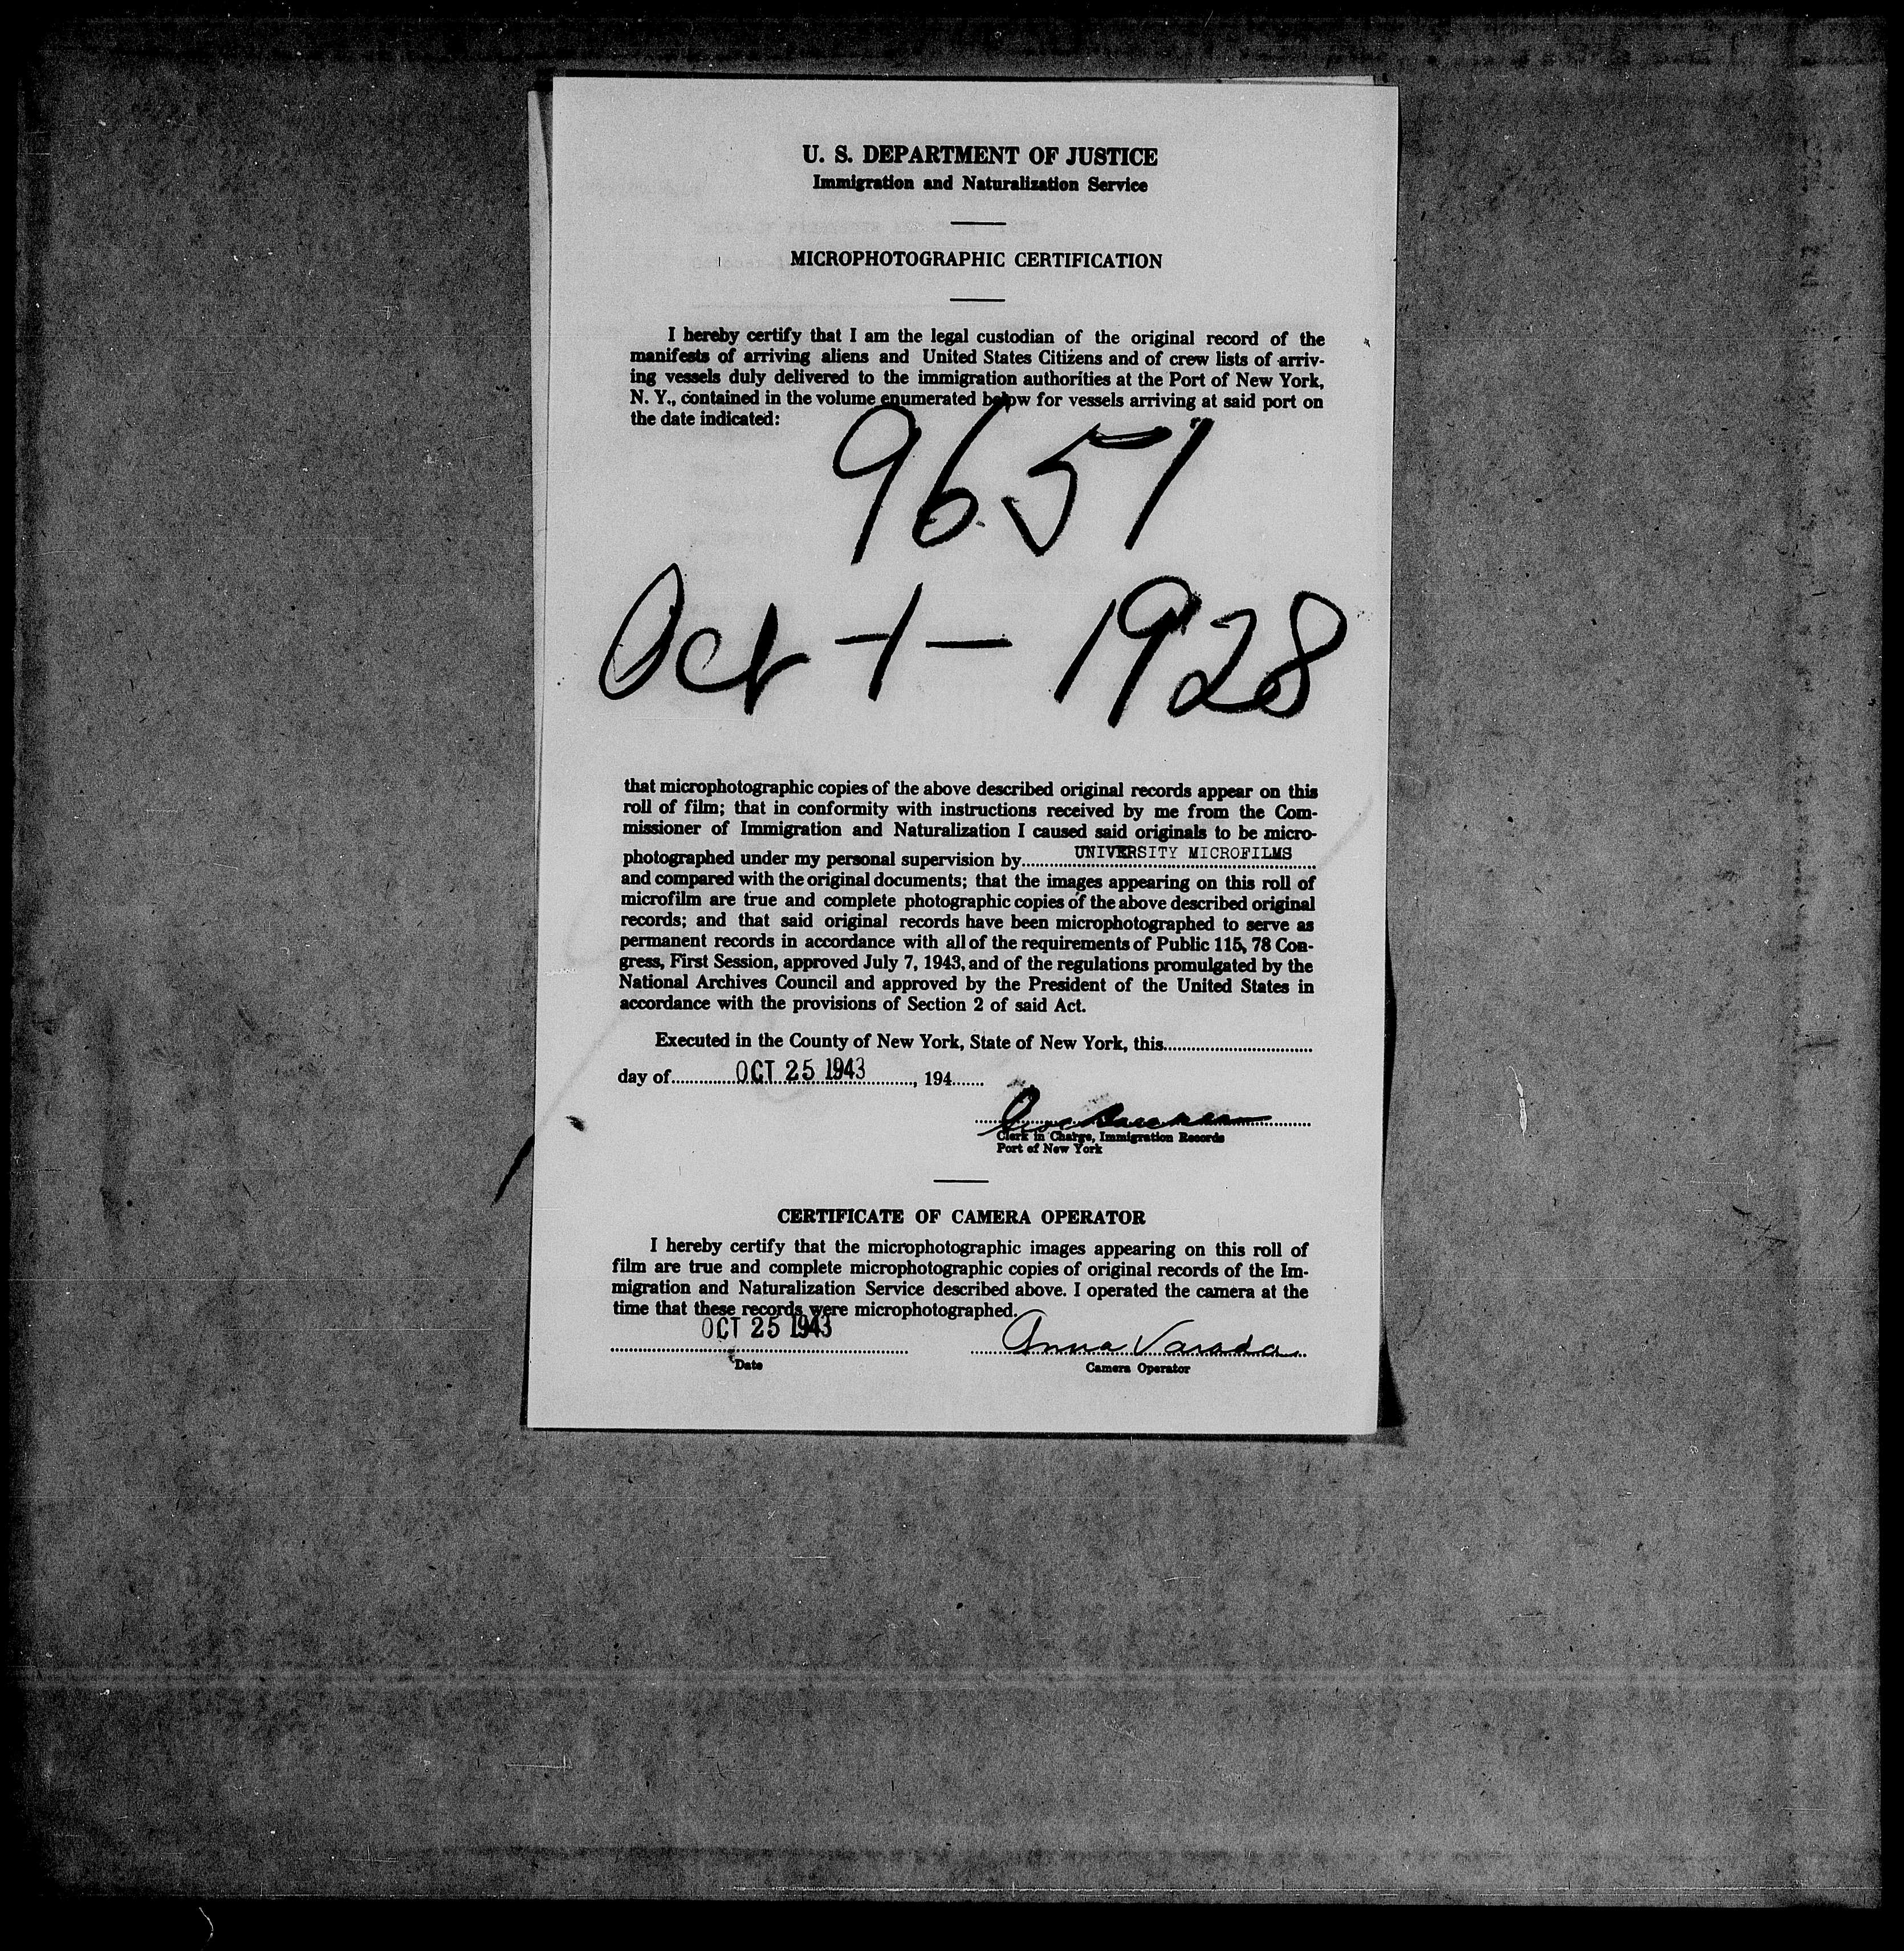 U. S. DEPARTMENT OF JUSTICE
Immigration and Naturalization Service
MICROPHOTOGRAPHIC CERTIFICATION
I hereby certify that I am the legal custodian of the original record of the
manifests of arriving aliens and United States Citizens and of crew lists of arriv-
ing vessels duly delivered to the immigration authorities at the Port of New York,
N. Y., contained in the volume enumerated below for vessels arriving at said port on
the date indicated:
9651
Oct - 1 - 1928
that microphotographic copies of the above described original records appear on this
roll of film; that in conformity with instructions received by me from the Com-
missioner of Immigration and Naturalization I caused said originals to be micro-
photographed under my personal supervision by UNIVERSITY MICROFILMS
and compared with the original documents; that the images appearing on this roll of
microfilm are true and complete photographic copies of the above described original
records; and that said original records have been microphotographed to serve as
permanent records in accordance with all of the requirements of Public 115, 78 Con-
gress, First Session, approved July 7, 1943, and of the regulations promulgated by the
National Archives Council and approved by the President of the United States in
accordance with the provisions of Section 2 of said Act.
Executed in the County of New York, State of New York, this
day of OCT 25 1943, 194
Clerk in Charge, Immigration Records
Port of New York
CERTIFICATE OF CAMERA OPERATOR
I hereby certify that the microphotographic images appearing on this roll of
film are true and complete microphotographic copies of original records of the Im-
migration and Naturalization Service described above. I operated the camera at the
time that these records were microphotographed.
OCT 25 1943 Anna Varada
Date Camera Operator